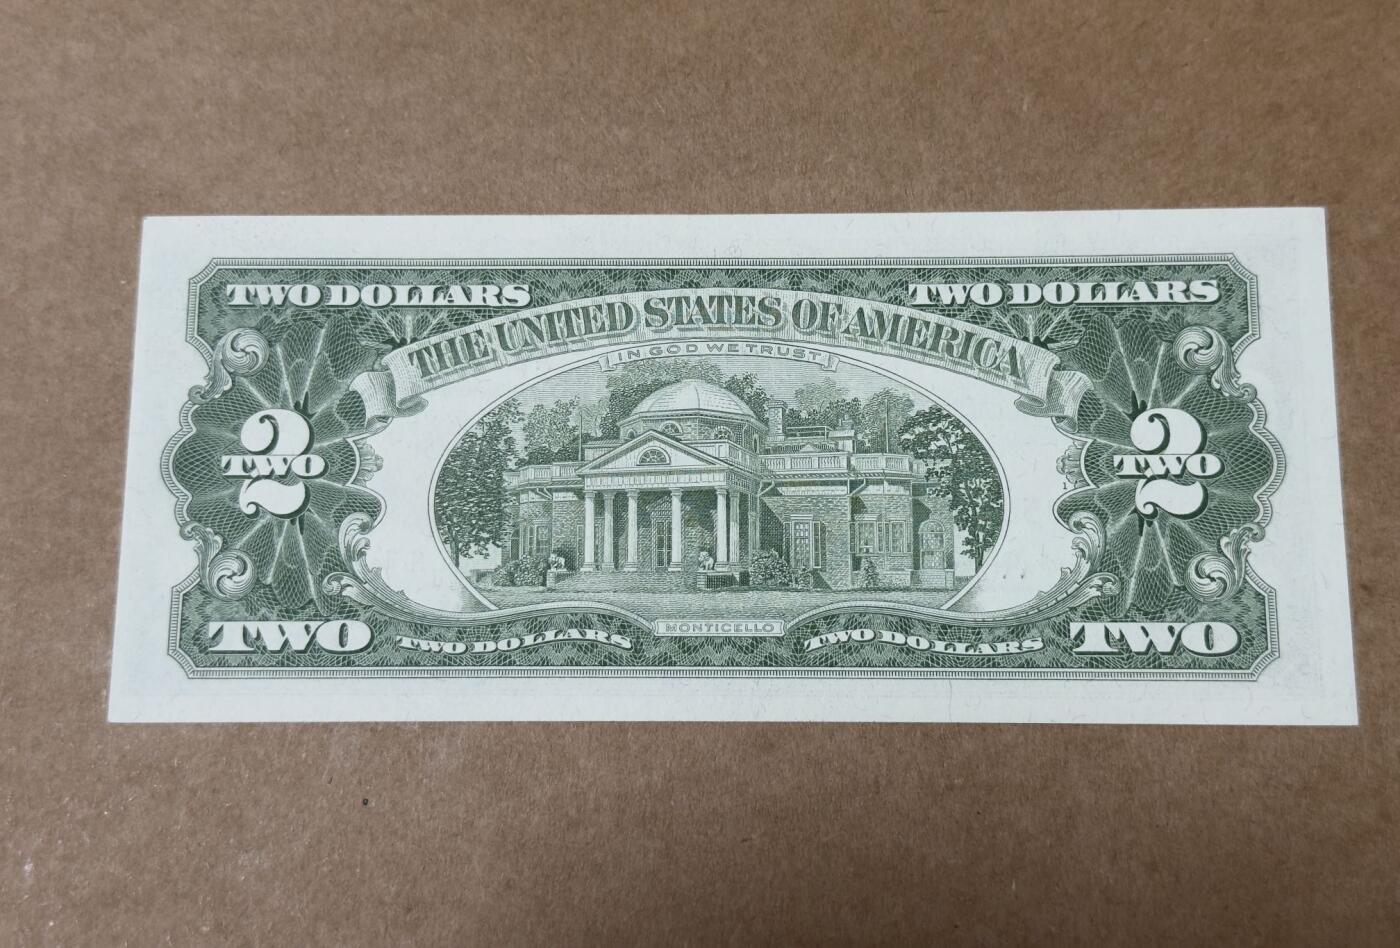 TWO DOLLARS
TWO DOLLARS
THE UNITED STATES OF AMERICA
IN GOD WE TRUST
2
TWO
2
TWO
MONTICELLO
TWO
TWO DOLLARS
TWO DOLLARS
TWO